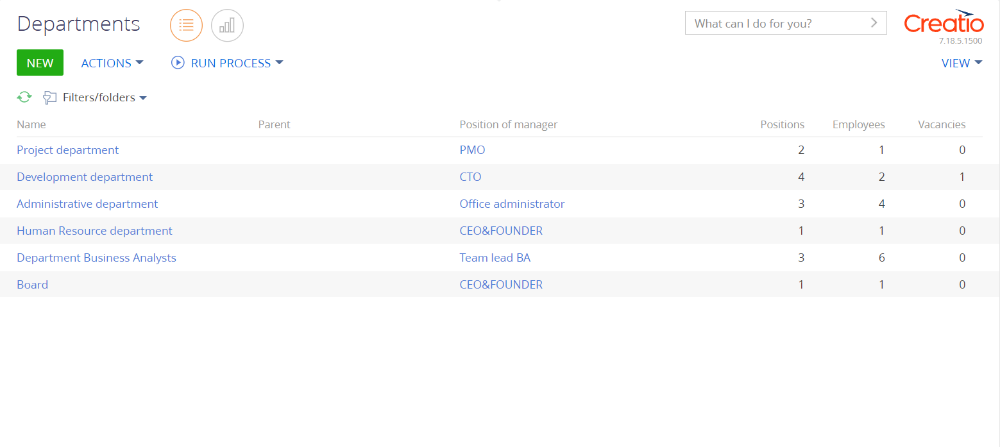 Departments
What can I do for you?
Creatio
7.18.5.1500
NEW ACTIONS RUN PROCESS VIEW
Filters/folders
Name Parent Position of manager Positions Employees Vacancies
Project department PMO 2 1 0
Development department CTO 4 2 1
Administrative department Office administrator 3 4 0
Human Resource department CEO&FOUNDER 1 1 0
Department Business Analysts Team lead BA 3 6 0
Board CEO&FOUNDER 1 1 0